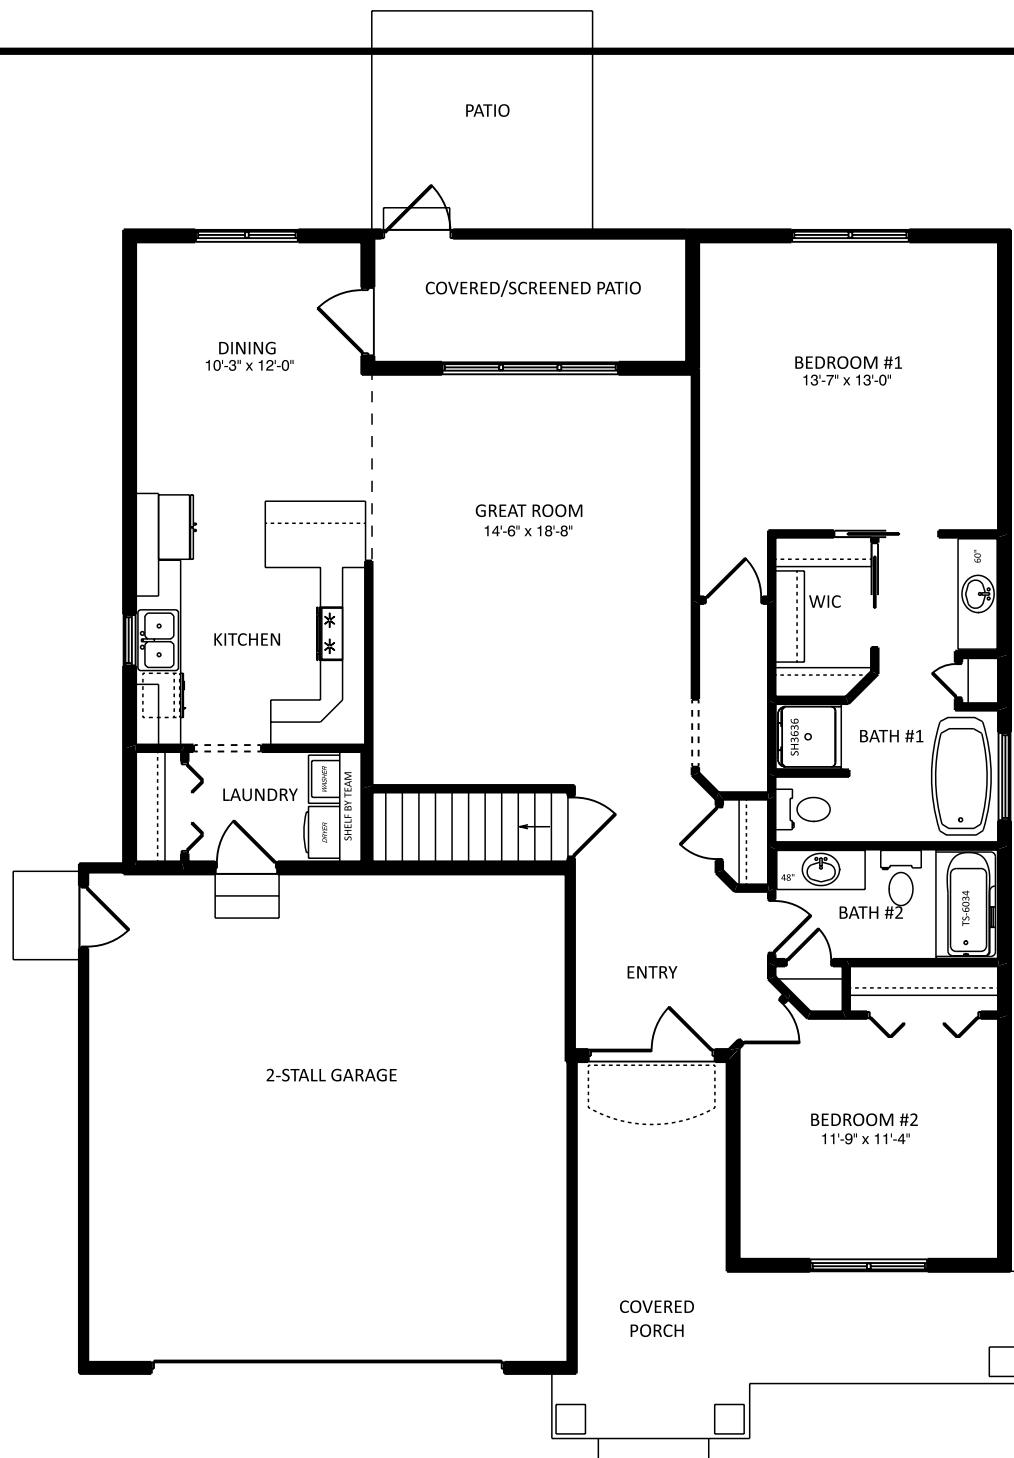 PATIO
COVERED/SCREENED PATIO
DINING
10'-3" x 12'-0"
BEDROOM #1
13'-7" x 13'-0"
GREAT ROOM
14'-6" x 18'-8"
60"
WIC
KITCHEN
SH3636
BATH #1
LAUNDRY
WASHER
DRYER
SHELF BY TEAM
48"
BATH #2
TS-6034
ENTRY
2-STALL GARAGE
BEDROOM #2
11'-9" x 11'-4"
COVERED
PORCH